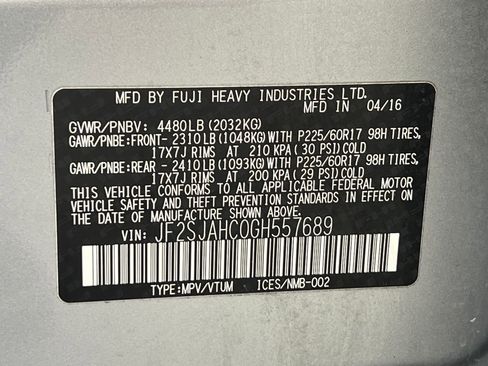 MFD BY FUJI HEAVY INDUSTRIES LTD.
MFD IN 04/16
GVWR/PNBV: 4480LB (2032KG)
GAWR/PNBE:FRONT- 2310LB (1048KG) WITH P225/60R17 98H TIRES,
17X7J RIMS AT 210 KPA (30 PSI) COLD
GAWR/PNBE:REAR - 2410LB (1093KG) WITH P225/60R17 98H TIRES,
17X7J RIMS AT 200 KPA (29 PSI) COLD
THIS VEHICLE CONFORMS TO ALL APPLICABLE FEDERAL MOTOR
VEHICLE SAFETY AND THEFT PREVENTION STANDARDS IN EFFECT ON THE
DATE OF MANUFACTURE SHOWN ABOVE.
VIN: JF2SJAHC0GH557689
TYPE:MPV/VTUM ICES/NMB-002